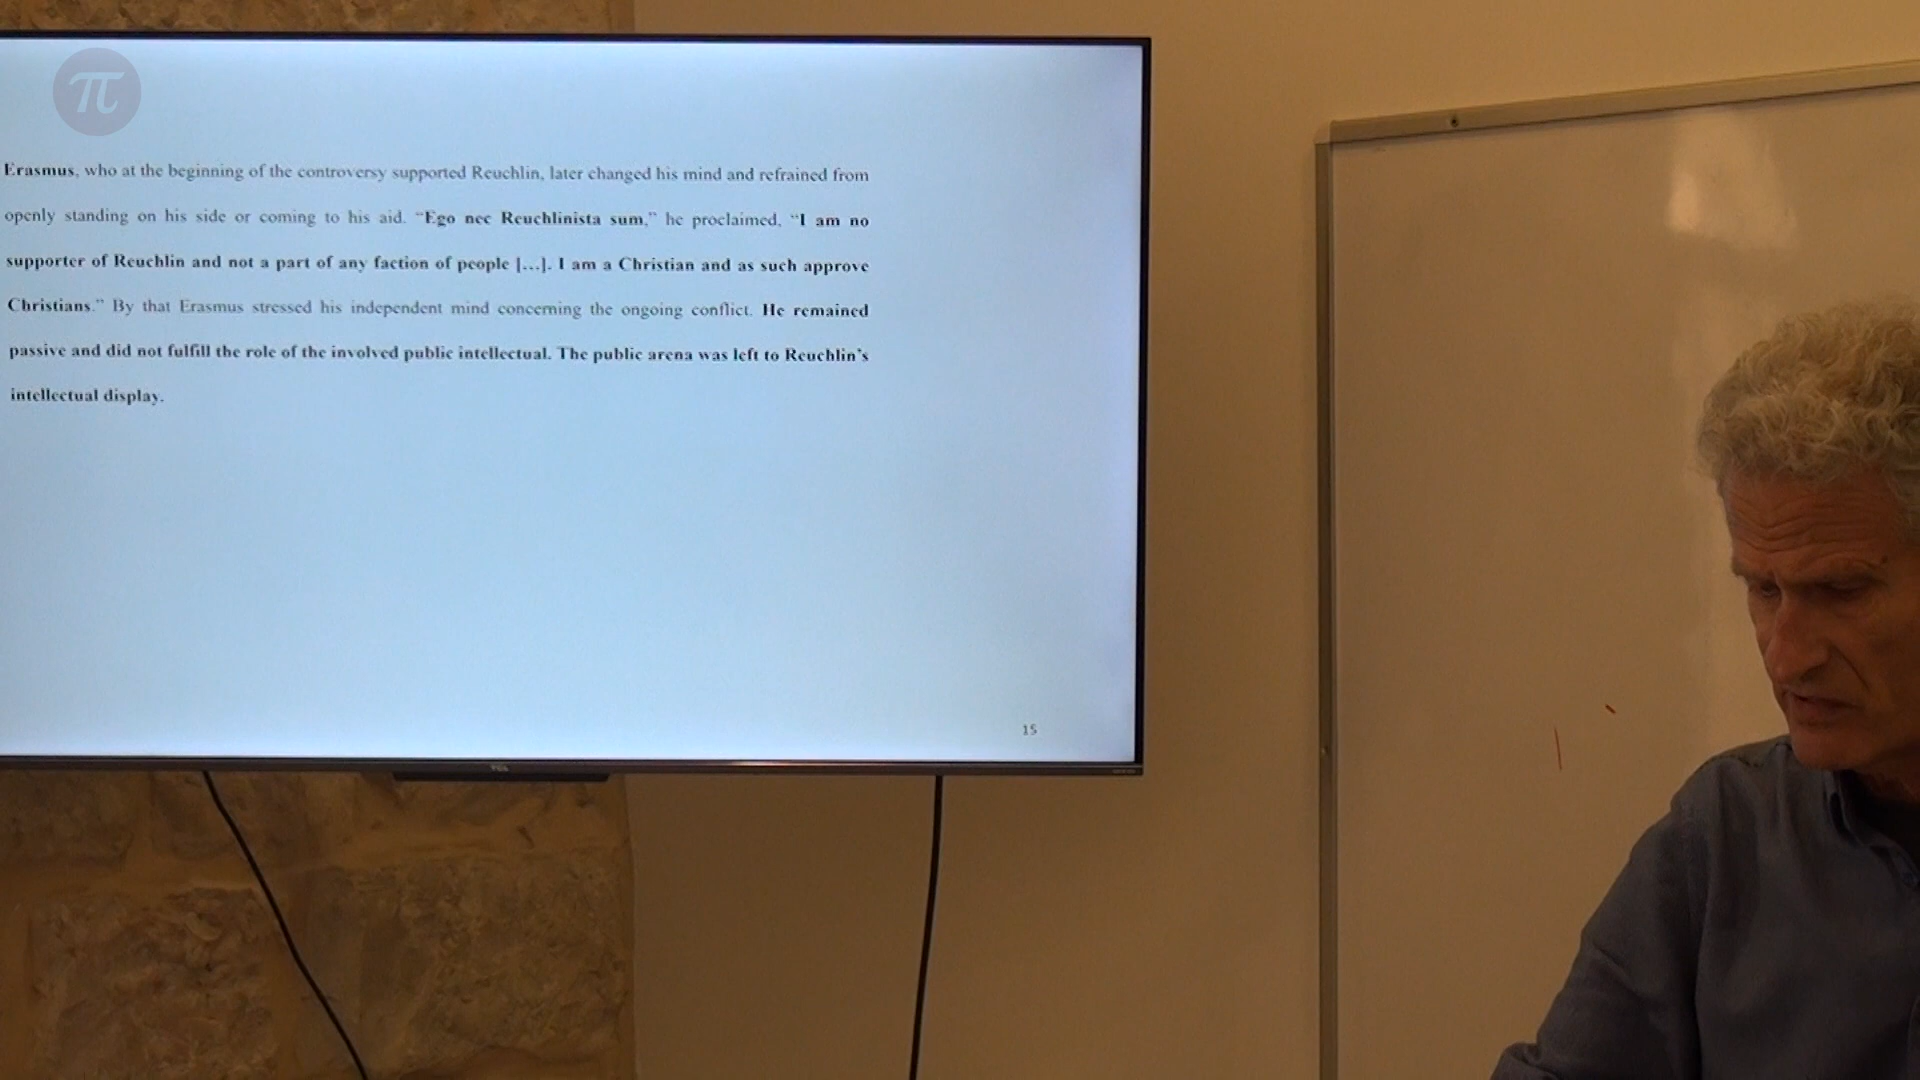 π
Erasmus, who at the beginning of the controversy supported Reuchlin, later changed his mind and refrained from
openly standing on his side or coming to his aid. “Ego nec Reuchlinista sum,” he proclaimed, “I am no
supporter of Reuchlin and not a part of any faction of people […]. I am a Christian and as such approve
Christians.” By that Erasmus stressed his independent mind concerning the ongoing conflict. He remained
passive and did not fulfill the role of the involved public intellectual. The public arena was left to Reuchlin’s
intellectual display.
15
TCL